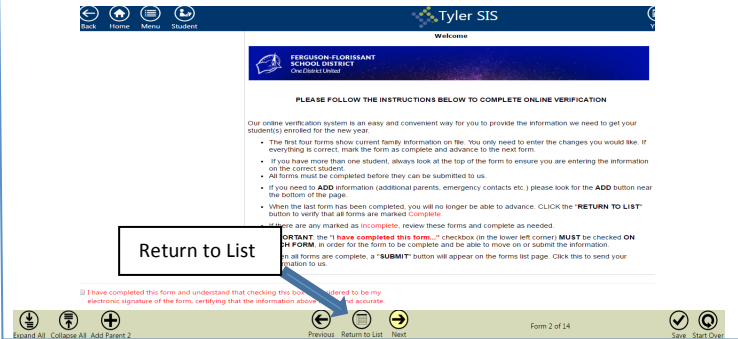 Back Home Menu Student
Tyler SIS
Welcome
FERGUSON-FLORISSANT
SCHOOL DISTRICT
One District United
PLEASE FOLLOW THE INSTRUCTIONS BELOW TO COMPLETE ONLINE VERIFICATION
Our online verification system is an easy and convenient way for you to provide the information we need to get your
student(s) enrolled for the new year.
• The first four forms show current family information on file. You only need to enter the changes you would like. If
everything is correct, mark the form as complete and advance to the next form.
• If you have more than one student, always look at the top of the form to ensure you are entering the information
on the correct student.
• All forms must be completed before they can be submitted to us.
• If you need to ADD information (additional parents, emergency contacts etc.) please look for the ADD button near
the bottom of the page.
• When the last form has been completed, you will no longer be able to advance. CLICK the "RETURN TO LIST"
button to verify that all forms are marked Complete.
there are any marked as Incomplete, review these forms and complete as needed.
the "I have completed this form..." checkbox (in the lower left corner) MUST be checked ON
FORM, in order for the form to be complete and be able to move on or submit the information.
all forms are complete, a "SUBMIT" button will appear on the forms list page. Click this to send your
to us.
Return to List
I have completed this form and understand that checking this box
electronic signature of the form, certifying that the information above
to be my
accurate.
Expand All Collapse All Add Parent 2
Previous Return to List Next
Form 2 of 14
Save Start Over